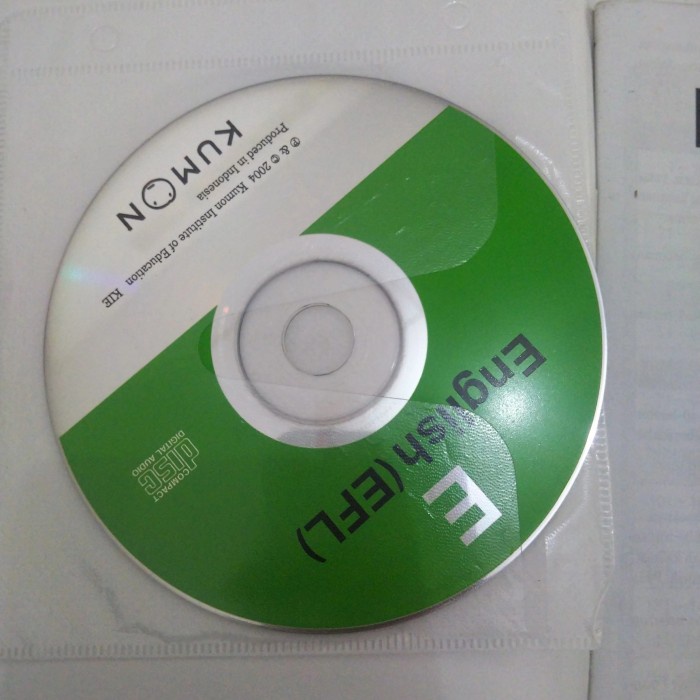 E
English (EFL)
COMPACT
disc
DIGITAL AUDIO
℗ & © 2004 Kumon Institute of Education KIE
Produced in Indonesia
KUMON